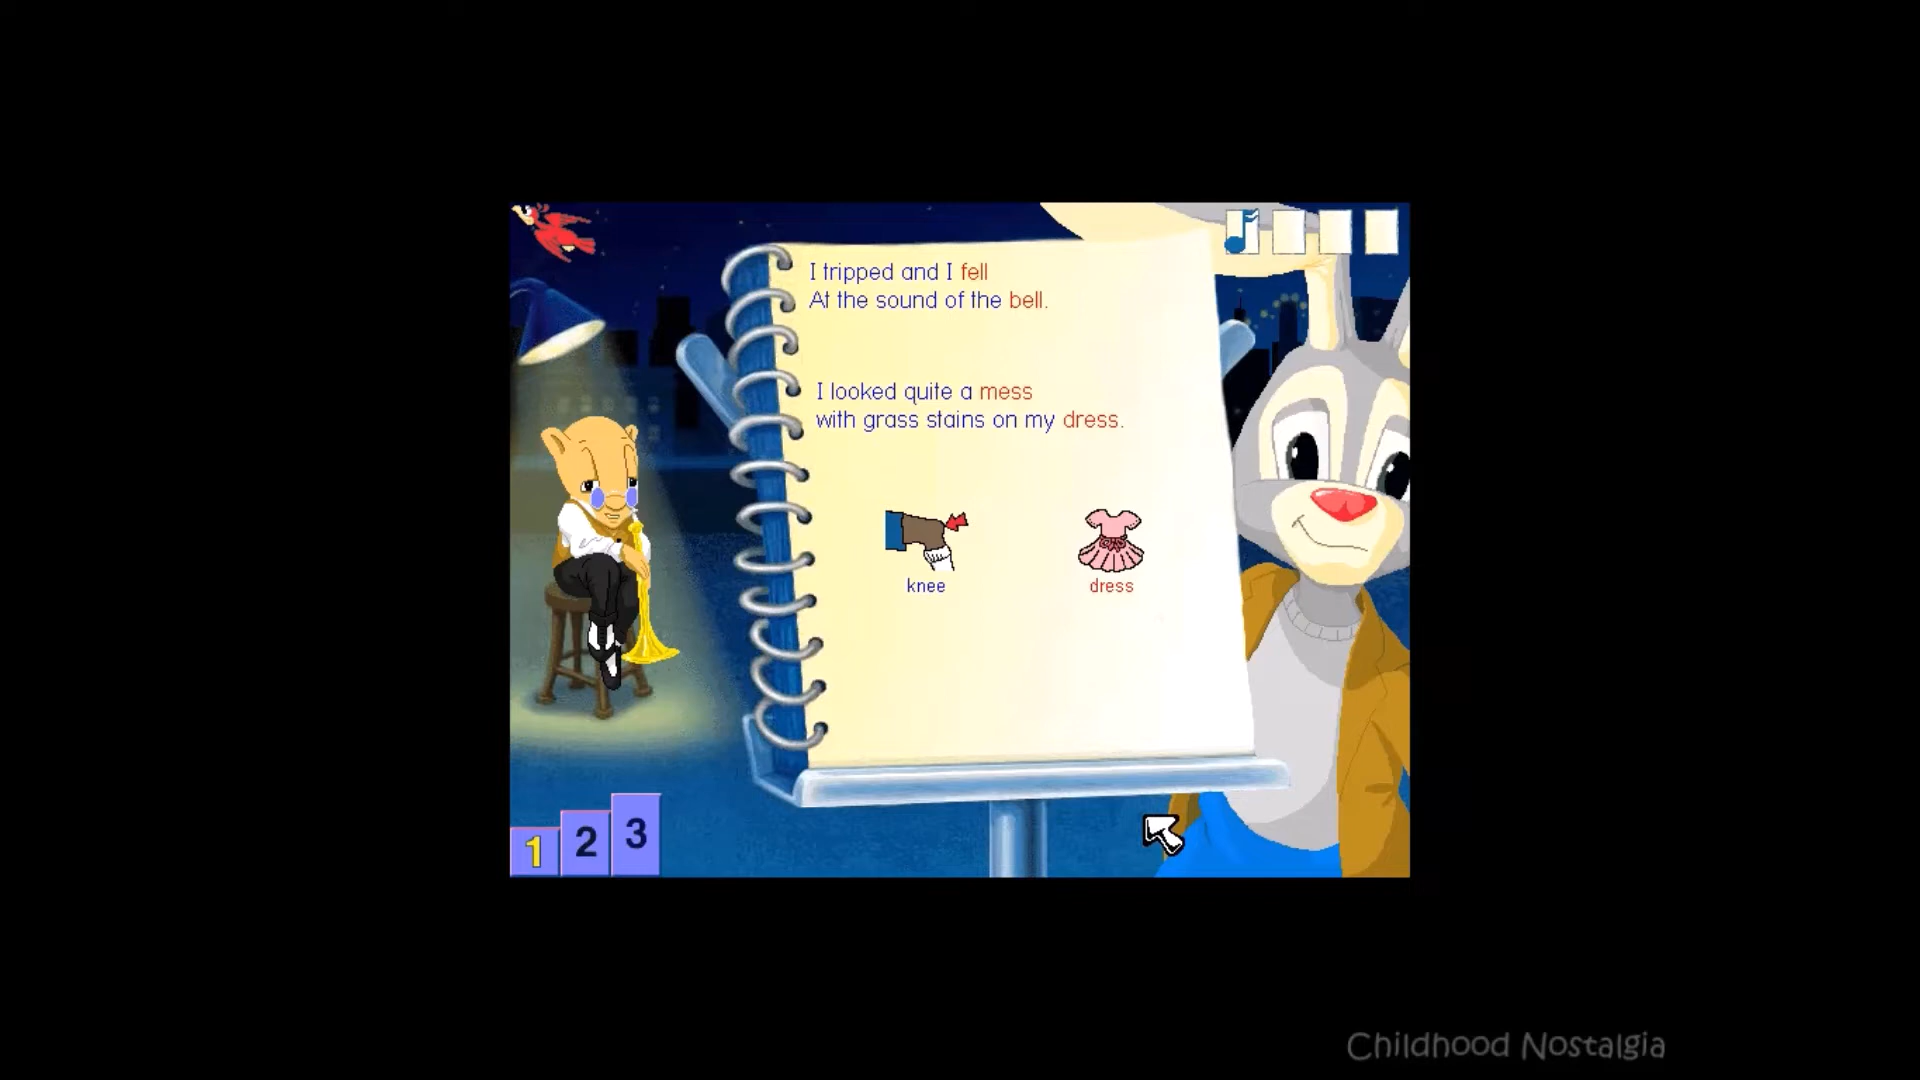 I tripped and I fell
At the sound of the bell.
I looked quite a mess
with grass stains on my dress.
knee
dress
1 2 3
Childhood Nostalgia